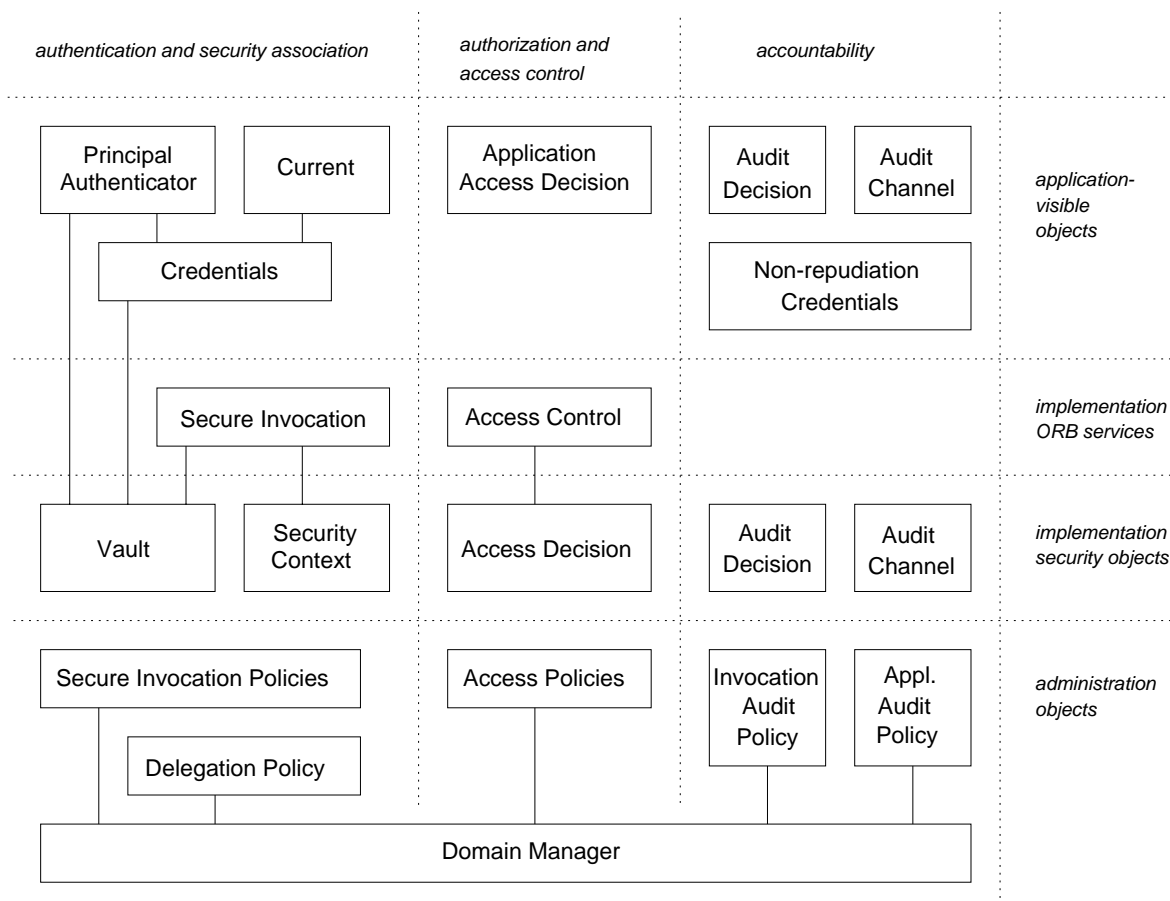 authentication and security association
authorization and
access control
accountability
Principal
Authenticator
Current
Application
Access Decision
Audit
Decision
Audit
Channel
application-
visible
objects
Credentials
Non-repudiation
Credentials
Secure Invocation
Access Control
implementation
ORB services
Vault
Security
Context
Access Decision
Audit
Decision
Audit
Channel
implementation
security objects
Secure Invocation Policies
Access Policies
Invocation
Audit
Policy
Appl.
Audit
Policy
administration
objects
Delegation Policy
Domain Manager